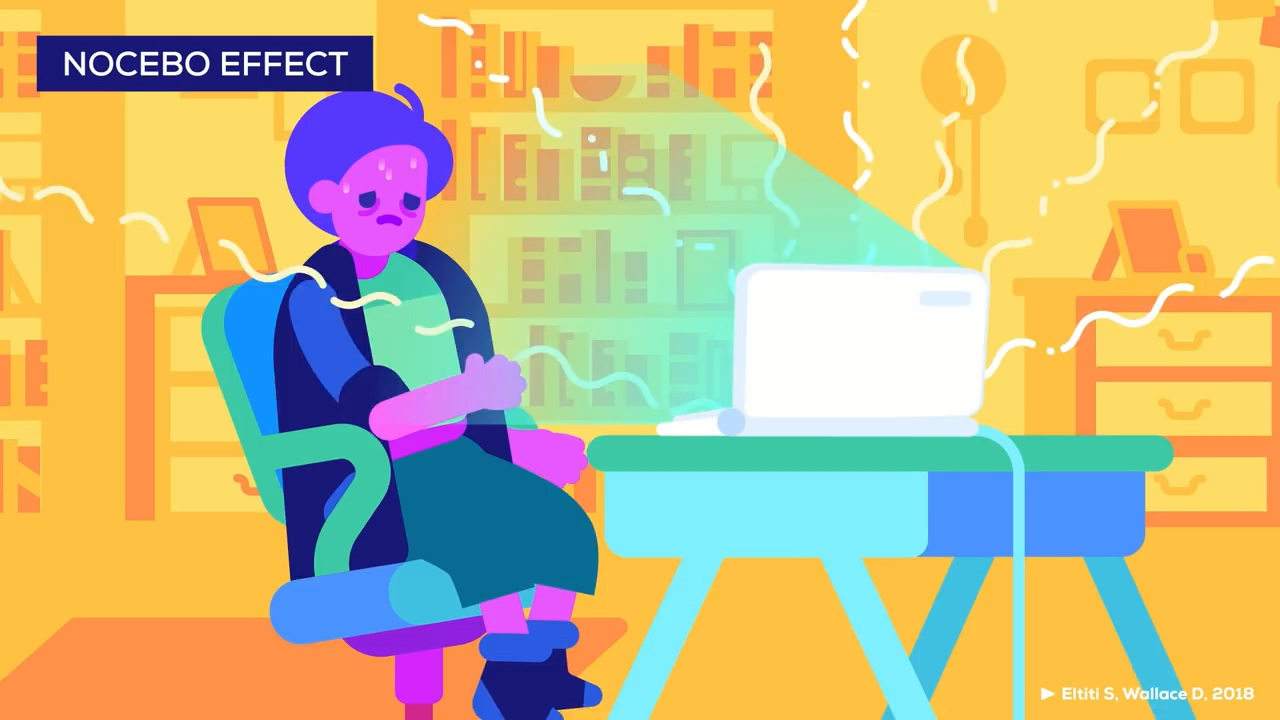 NOCEBO EFFECT
▶ Eltiti S, Wallace D, 2018